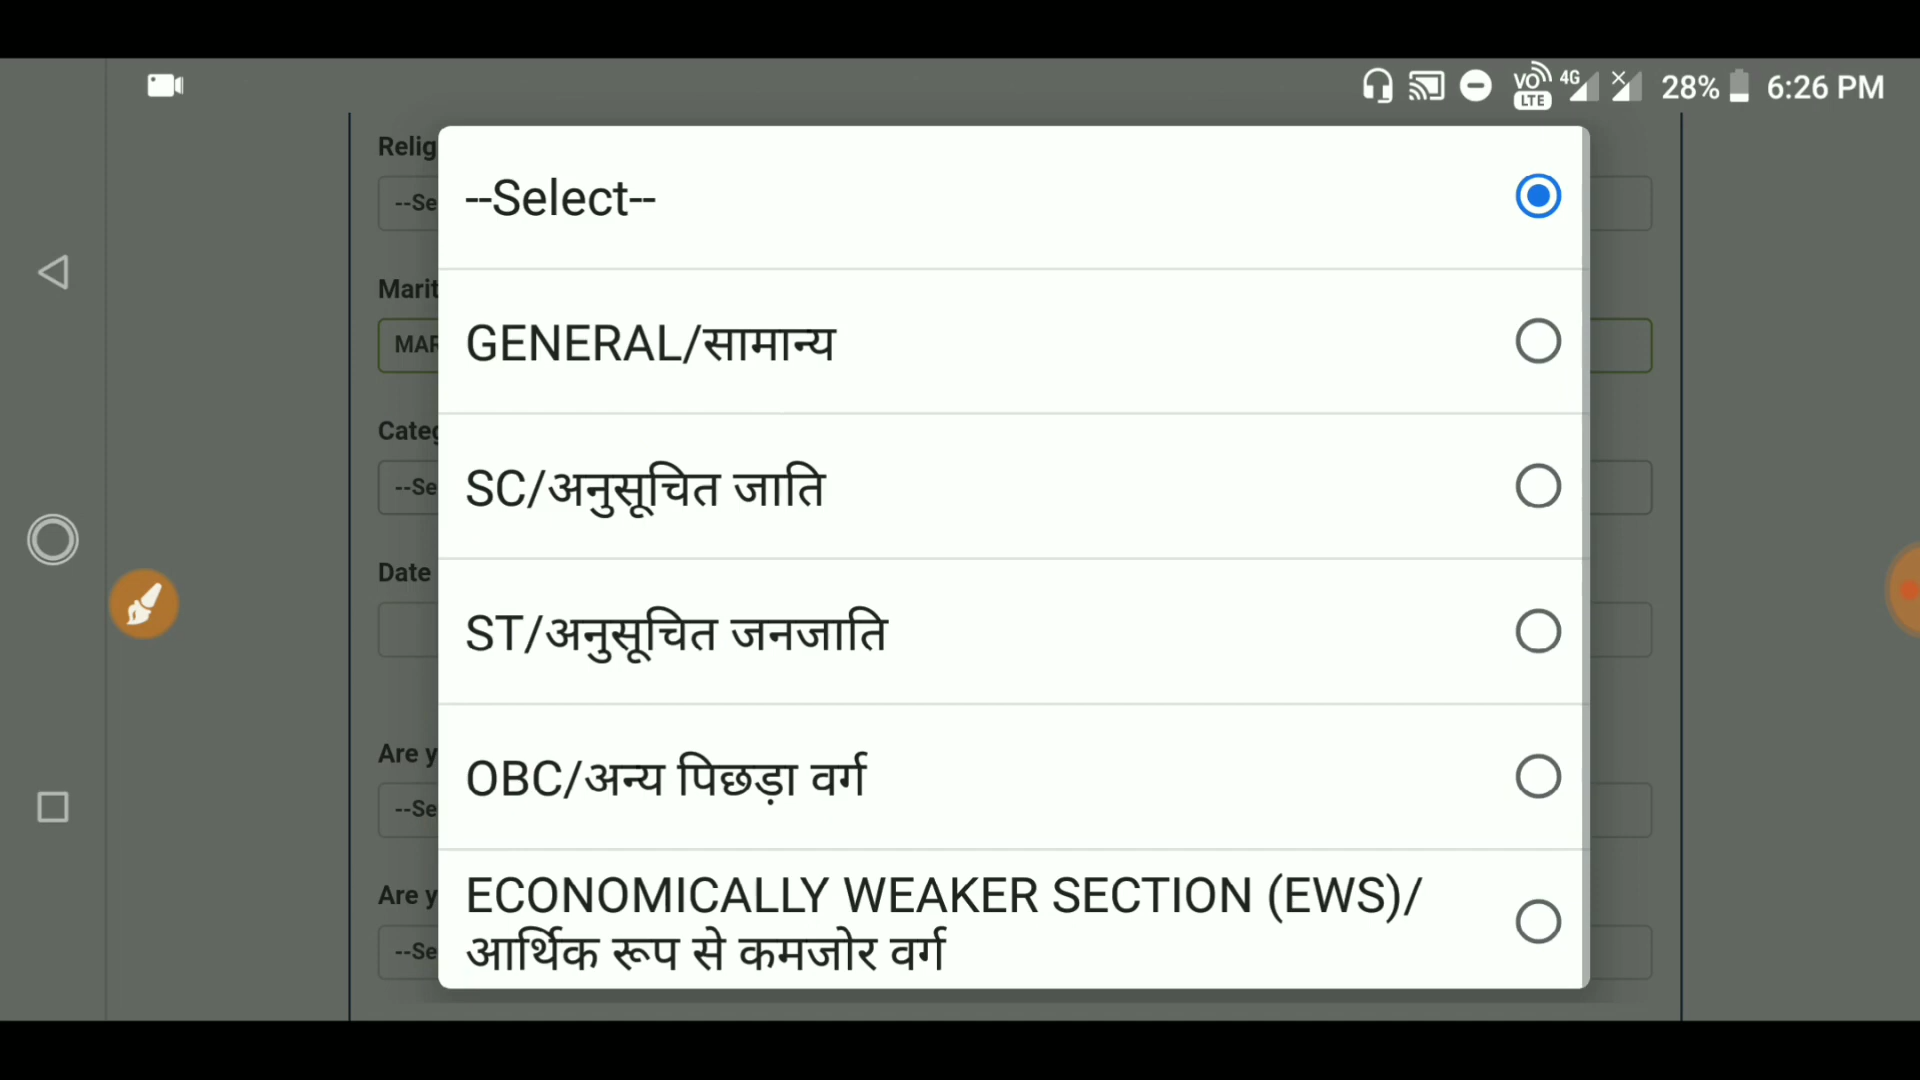 VO LTE 4G 28% 6:26 PM
Relig
--Se
--Select--
GENERAL/सामान्य
Marit
MAR
Categ
--Se
SC/अनुसूचित जाति
Date
ST/अनुसूचित जनजाति
Are y
--Se
OBC/अन्य पिछड़ा वर्ग
Are y
--Se
ECONOMICALLY WEAKER SECTION (EWS)/
आर्थिक रूप से कमजोर वर्ग